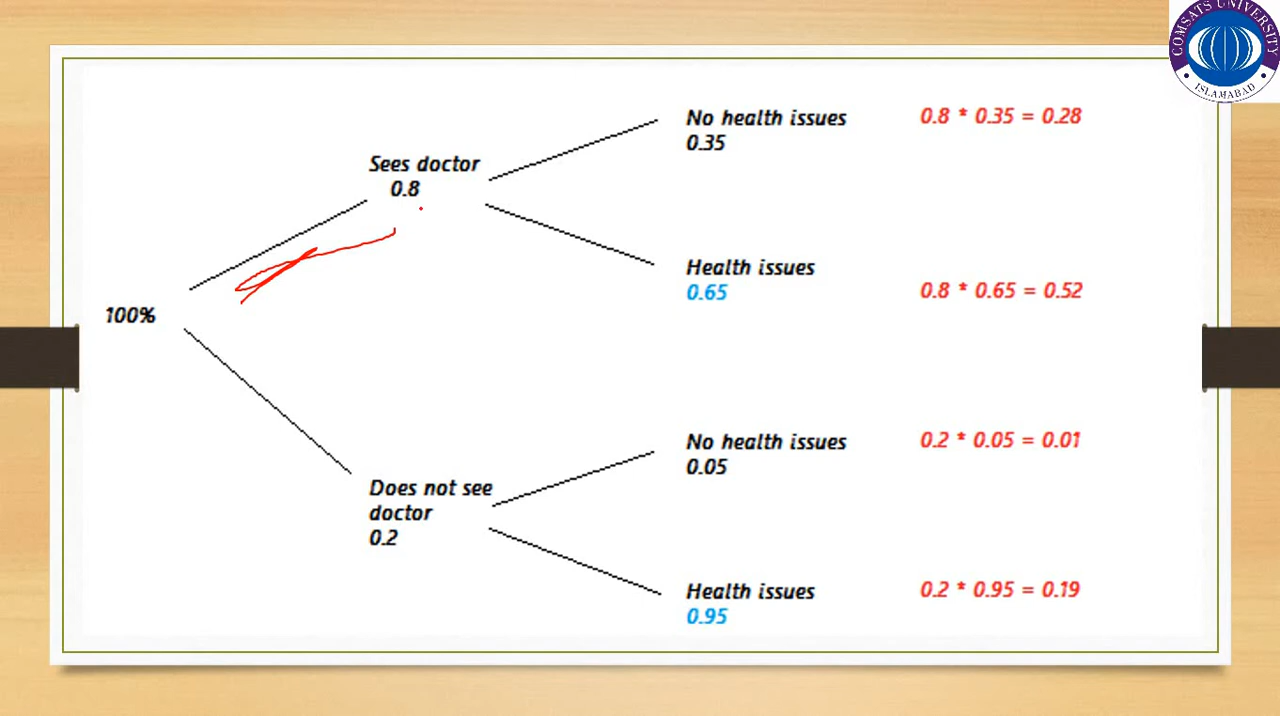 COMSATS UNIVERSITY
ISLAMABAD
No health issues
0.35
0.8 * 0.35 = 0.28
Sees doctor
0.8
Health issues
0.65
0.8 * 0.65 = 0.52
100%
No health issues
0.05
0.2 * 0.05 = 0.01
Does not see
doctor
0.2
Health issues
0.95
0.2 * 0.95 = 0.19